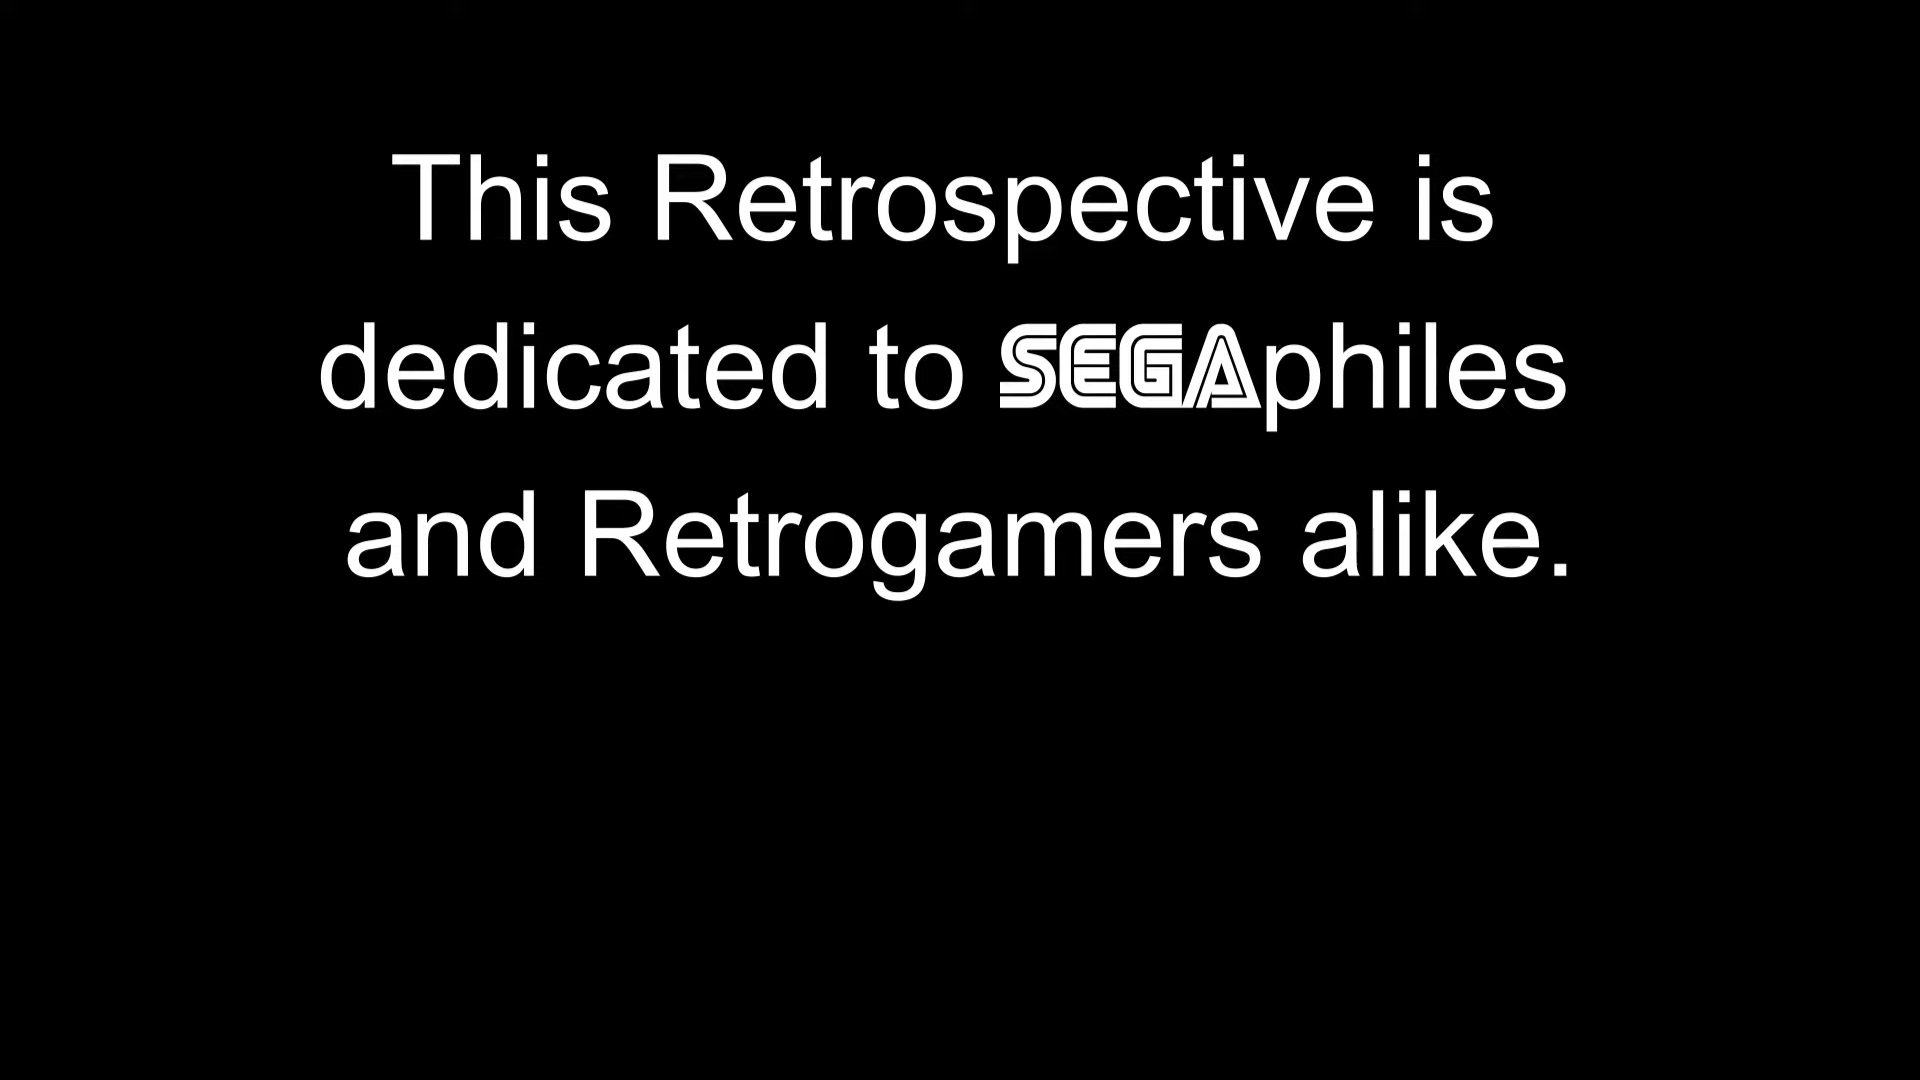 This Retrospective is
dedicated to SEGAphiles
and Retrogamers alike.